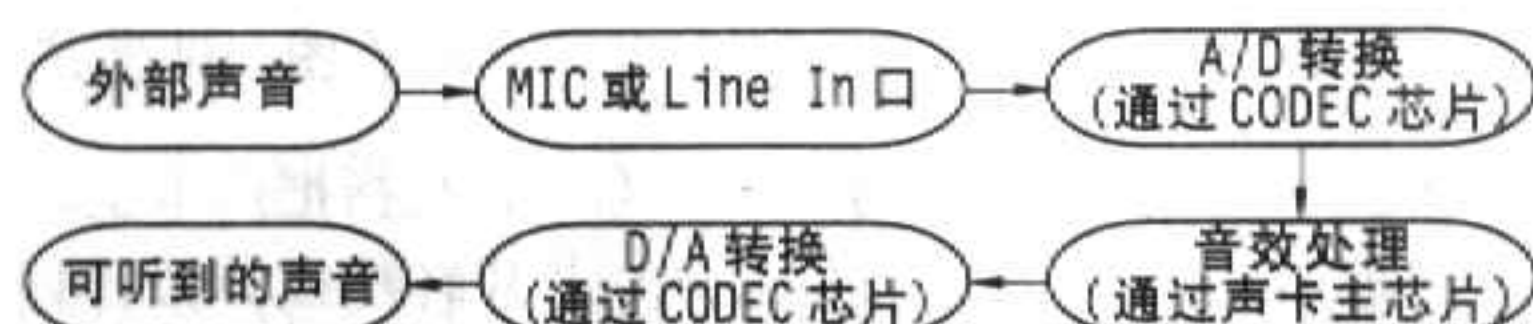 外部声音
MIC或Line In口
A/D转换
(通过CODEC芯片)
音效处理
(通过声卡主芯片)
D/A转换
(通过CODEC芯片)
可听到的声音